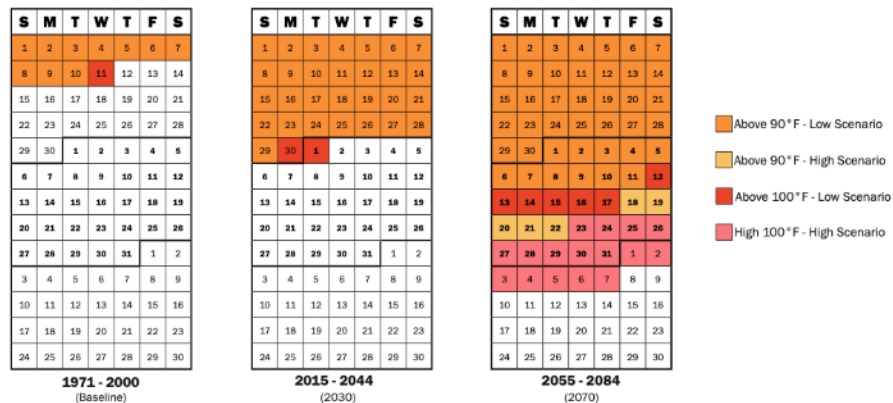 S M T W T F S
1 2 3 4 5 6 7
8 9 10 11 12 13 14
15 16 17 18 19 20 21
22 23 24 25 26 27 28
29 30 1 2 3 4 5
6 7 8 9 10 11 12
13 14 15 16 17 18 19
20 21 22 23 24 25 26
27 28 29 30 31 1 2
3 4 5 6 7 8 9
10 11 12 13 14 15 16
17 18 19 20 21 22 23
24 25 26 27 28 29 30
1971 - 2000
(Baseline)
S M T W T F S
1 2 3 4 5 6 7
8 9 10 11 12 13 14
15 16 17 18 19 20 21
22 23 24 25 26 27 28
29 30 1 2 3 4 5
6 7 8 9 10 11 12
13 14 15 16 17 18 19
20 21 22 23 24 25 26
27 28 29 30 31 1 2
3 4 5 6 7 8 9
10 11 12 13 14 15 16
17 18 19 20 21 22 23
24 25 26 27 28 29 30
2015 - 2044
(2030)
S M T W T F S
1 2 3 4 5 6 7
8 9 10 11 12 13 14
15 16 17 18 19 20 21
22 23 24 25 26 27 28
29 30 1 2 3 4 5
6 7 8 9 10 11 12
13 14 15 16 17 18 19
20 21 22 23 24 25 26
27 28 29 30 31 1 2
3 4 5 6 7 8 9
10 11 12 13 14 15 16
17 18 19 20 21 22 23
24 25 26 27 28 29 30
2055 - 2084
(2070)
Above 90°F - Low Scenario
Above 90°F - High Scenario
Above 100°F - Low Scenario
High 100°F - High Scenario